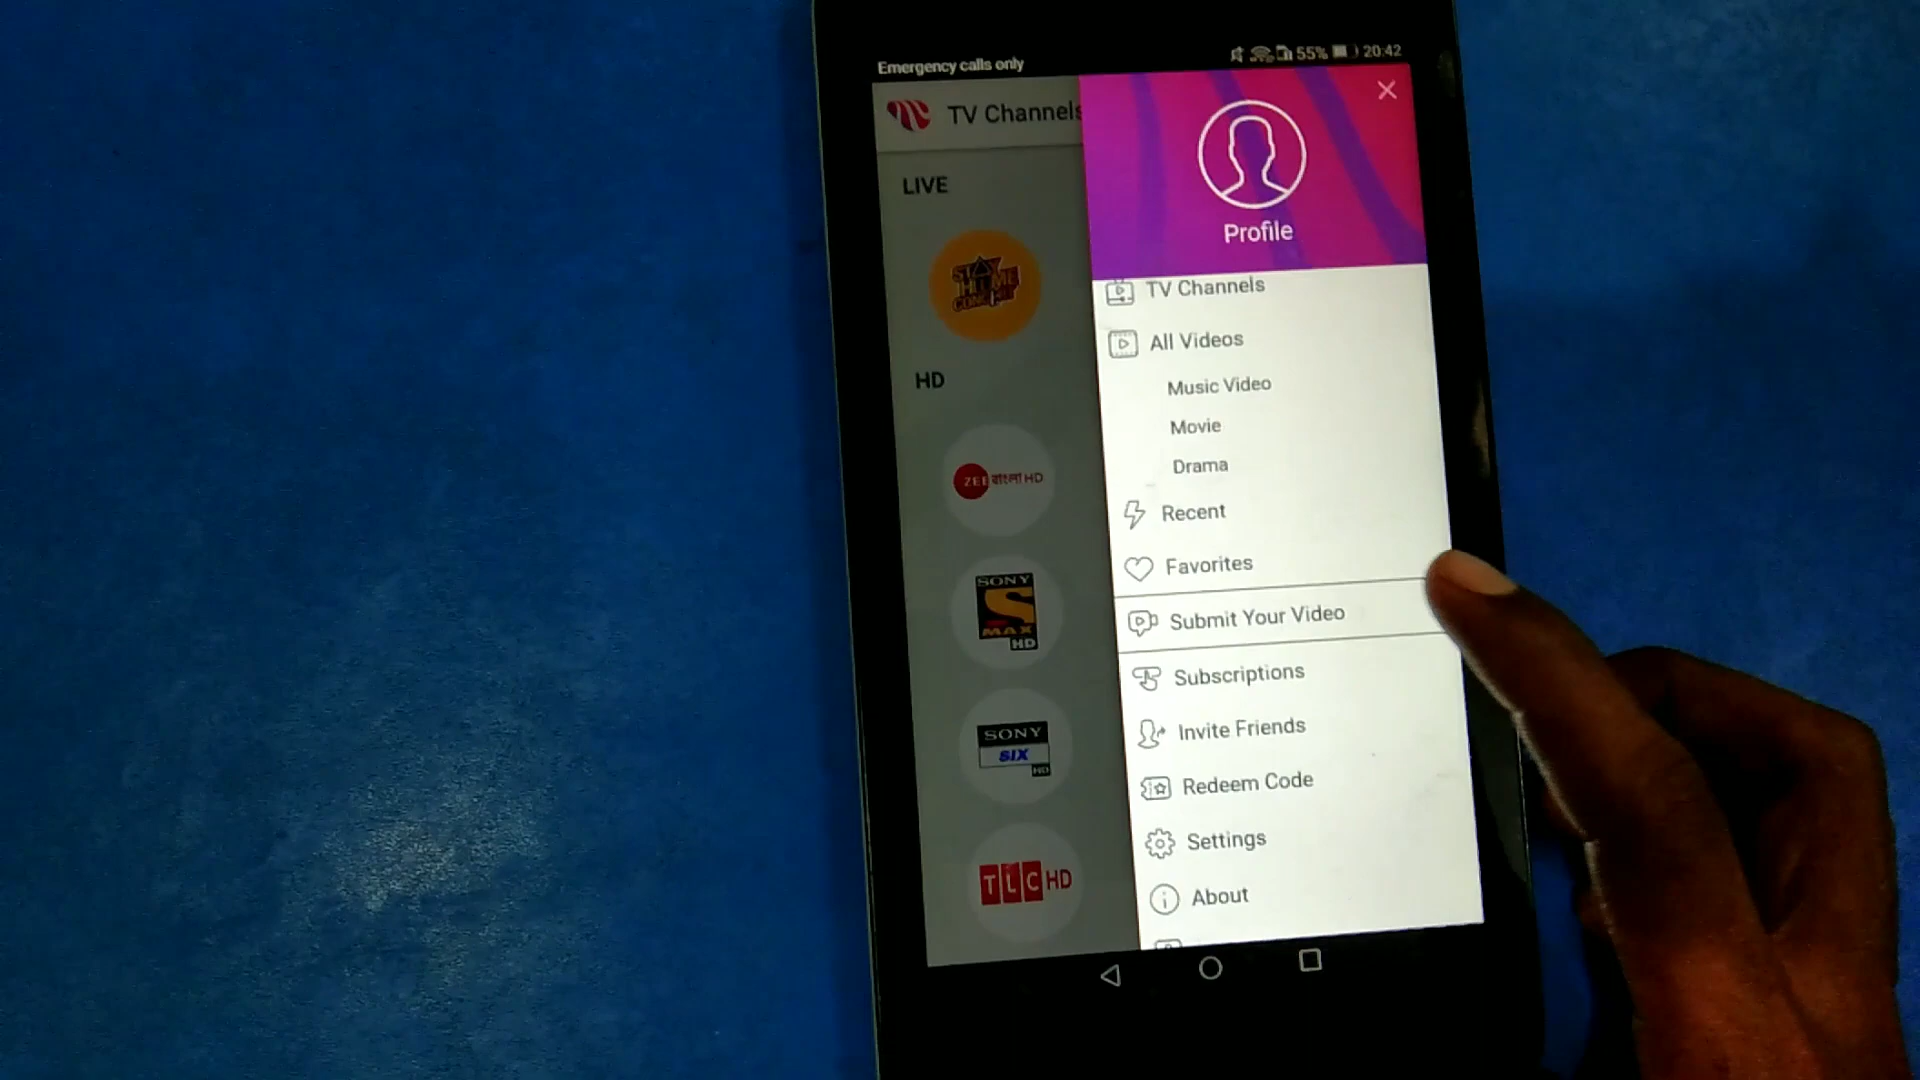 Emergency calls only
55%
20:42
TV Channels
LIVE
STAY
HOME
HD
ZEE বাংলা HD
SONY
S
MAX
HD
SONY
SIX
HD
TLC HD
Profile
TV Channels
All Videos
Music Video
Movie
Drama
Recent
Favorites
Submit Your Video
Subscriptions
Invite Friends
Redeem Code
Settings
About